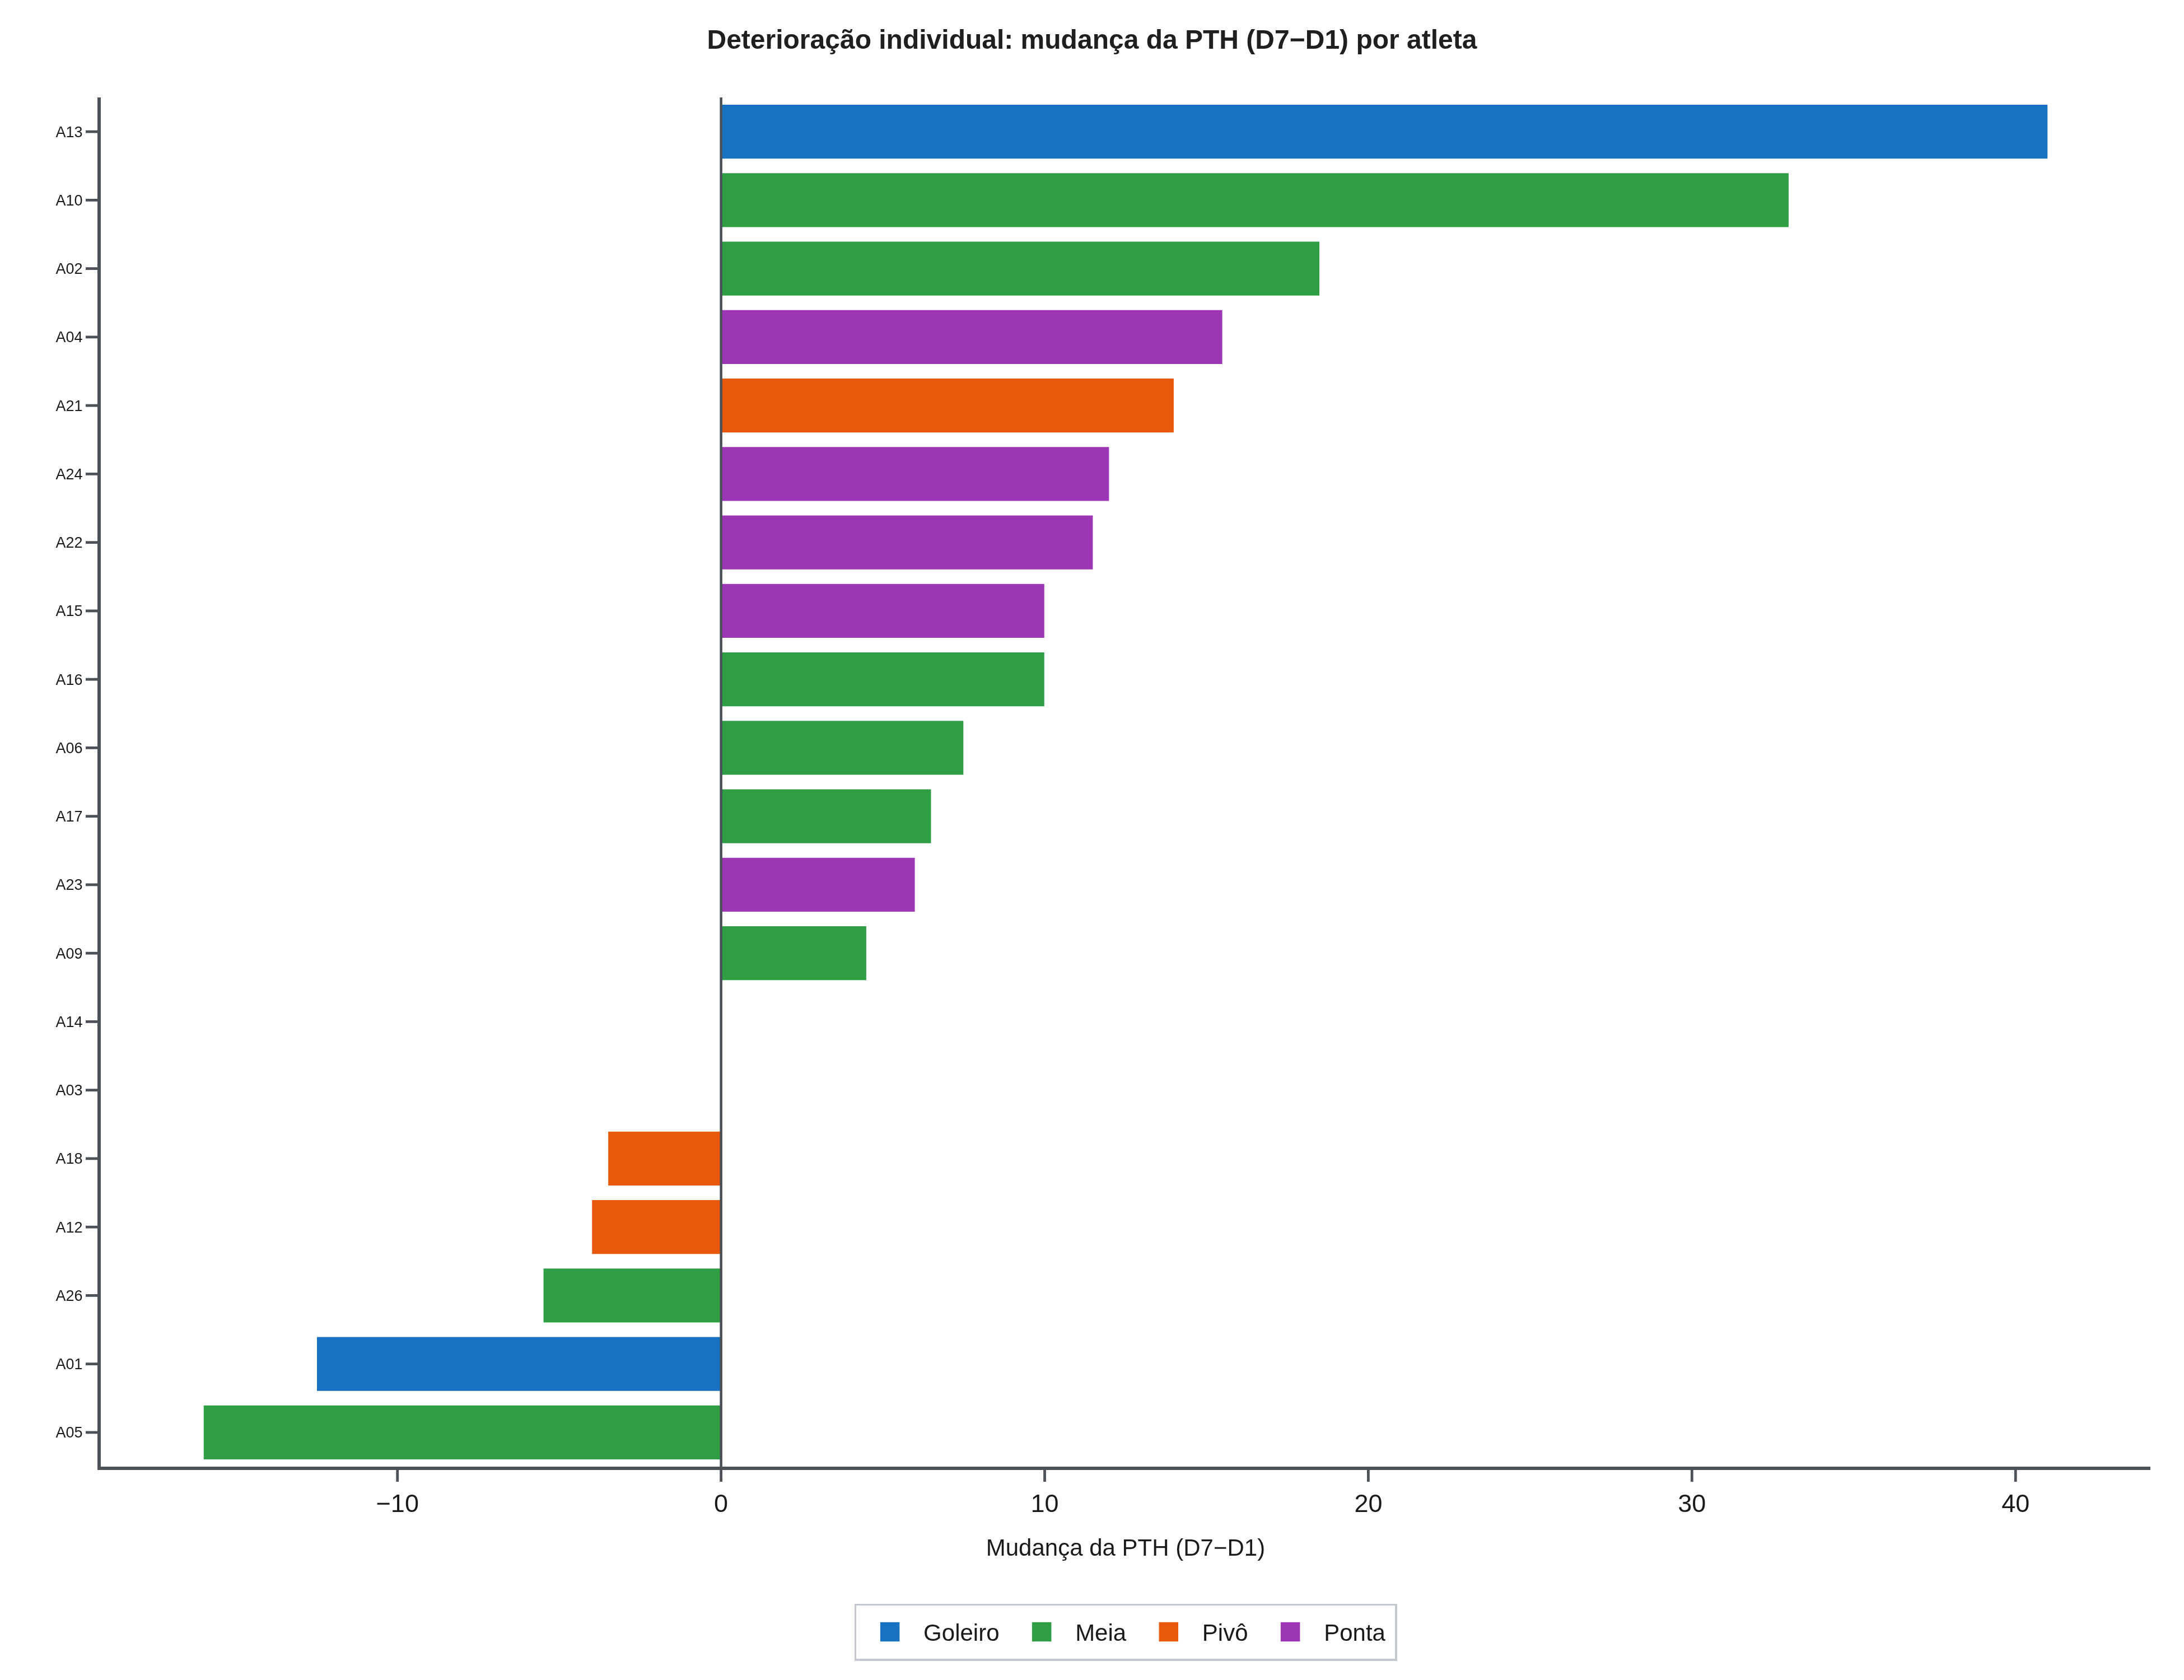 Deterioração individual: mudança da PTH (D7−D1) por atleta
A13
A10
A02
A04
A21
A24
A22
A15
A16
A06
A17
A23
A09
A14
A03
A18
A12
A26
A01
A05
−10 0 10 20 30 40
Mudança da PTH (D7−D1)
Goleiro Meia Pivô Ponta